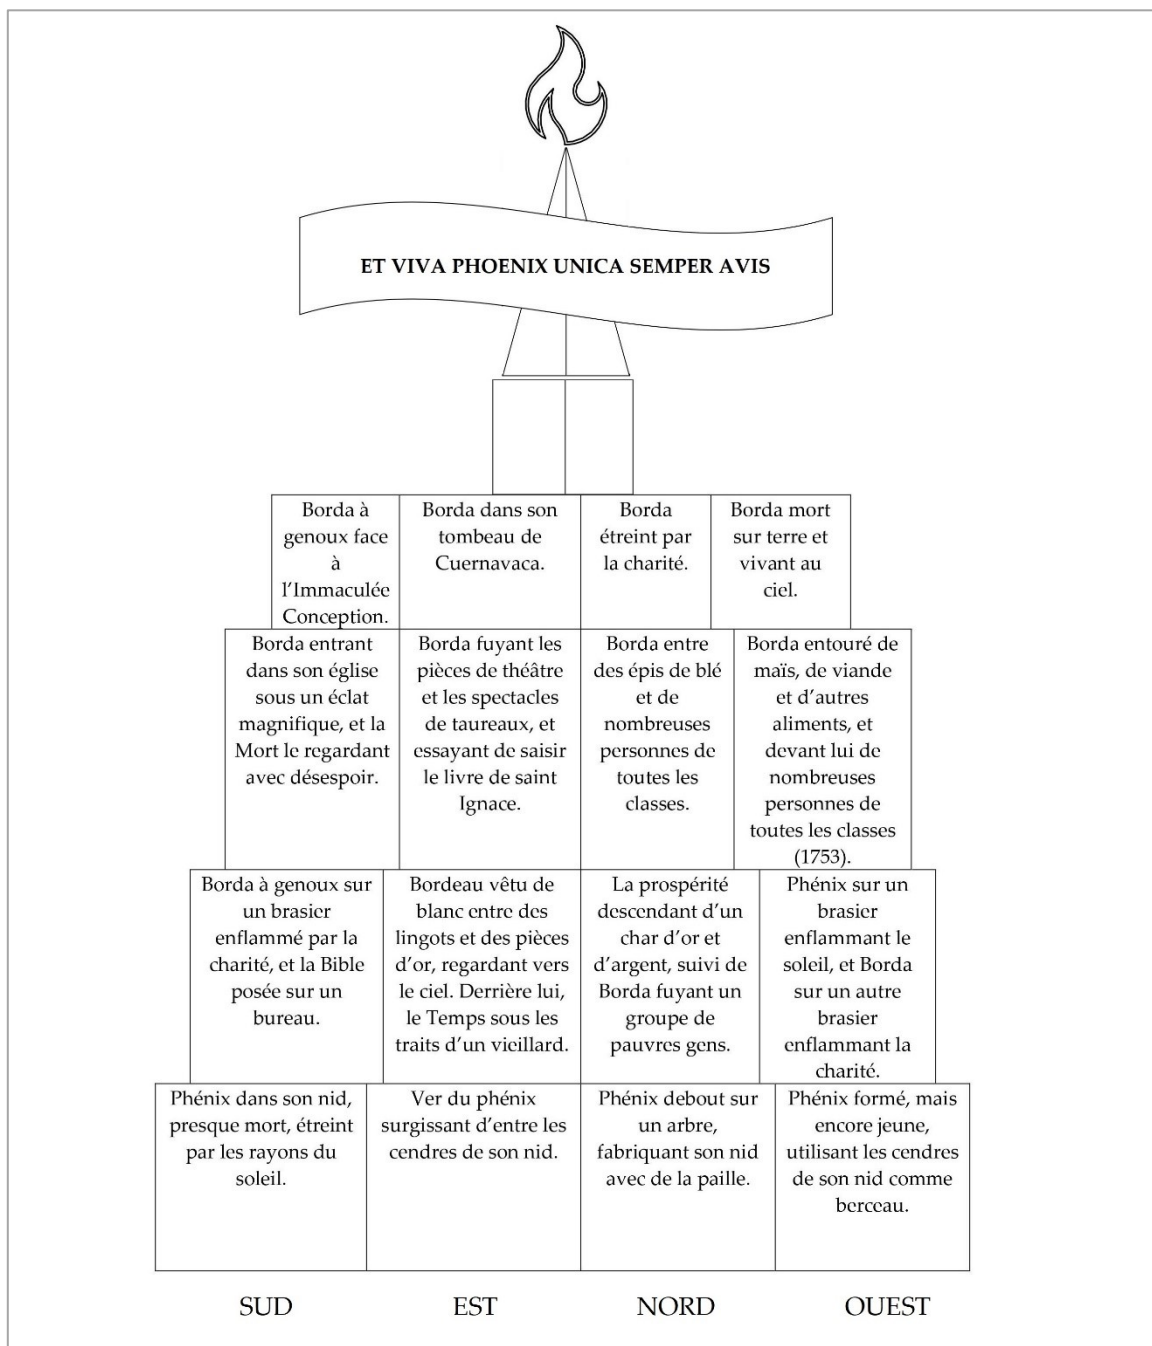 ET VIVA PHOENIX UNICA SEMPER AVIS
Borda à
genoux face
à
l’Immaculée
Conception.
Borda dans son
tombeau de
Cuernavaca.
Borda
étreint par
la charité.
Borda mort
sur terre et
vivant au
ciel.
Borda entrant
dans son église
sous un éclat
magnifique, et la
Mort le regardant
avec désespoir.
Borda fuyant les
pièces de théâtre
et les spectacles
de taureaux, et
essayant de saisir
le livre de saint
Ignace.
Borda entre
des épis de blé
et de
nombreuses
personnes de
toutes les
classes.
Borda entouré de
maïs, de viande
et d’autres
aliments, et
devant lui de
nombreuses
personnes de
toutes les classes
(1753).
Borda à genoux sur
un brasier
enflammé par la
charité, et la Bible
posée sur un
bureau.
Bordeau vêtu de
blanc entre des
lingots et des pièces
d’or, regardant vers
le ciel. Derrière lui,
le Temps sous les
traits d’un vieillard.
La prospérité
descendant d’un
char d’or et
d’argent, suivi de
Borda fuyant un
groupe de
pauvres gens.
Phénix sur un
brasier
enflammant le
soleil, et Borda
sur un autre
brasier
enflammant la
charité.
Phénix dans son nid,
presque mort, étreint
par les rayons du
soleil.
Ver du phénix
surgissant d’entre les
cendres de son nid.
Phénix debout sur
un arbre,
fabriquant son nid
avec de la paille.
Phénix formé, mais
encore jeune,
utilisant les cendres
de son nid comme
berceau.
SUD
EST
NORD
OUEST